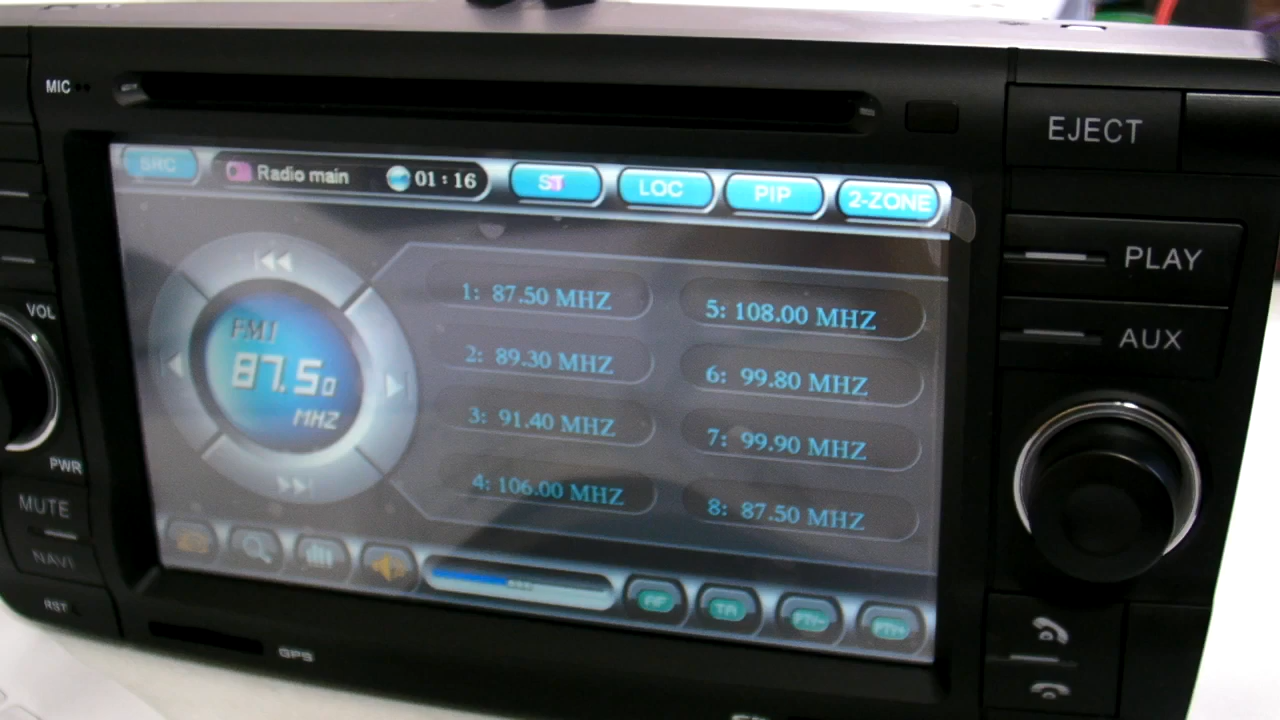 MIC
EJECT
SRC
Radio main
01 : 16
ST
LOC
PIP
2-ZONE
PLAY
AUX
VOL
PWR
MUTE
NAVI
RST
FM1
87.50
MHZ
1: 87.50 MHZ
2: 89.30 MHZ
3: 91.40 MHZ
4: 106.00 MHZ
5: 108.00 MHZ
6: 99.80 MHZ
7: 99.90 MHZ
8: 87.50 MHZ
AF
TA
PTY-
PTY+
GPS